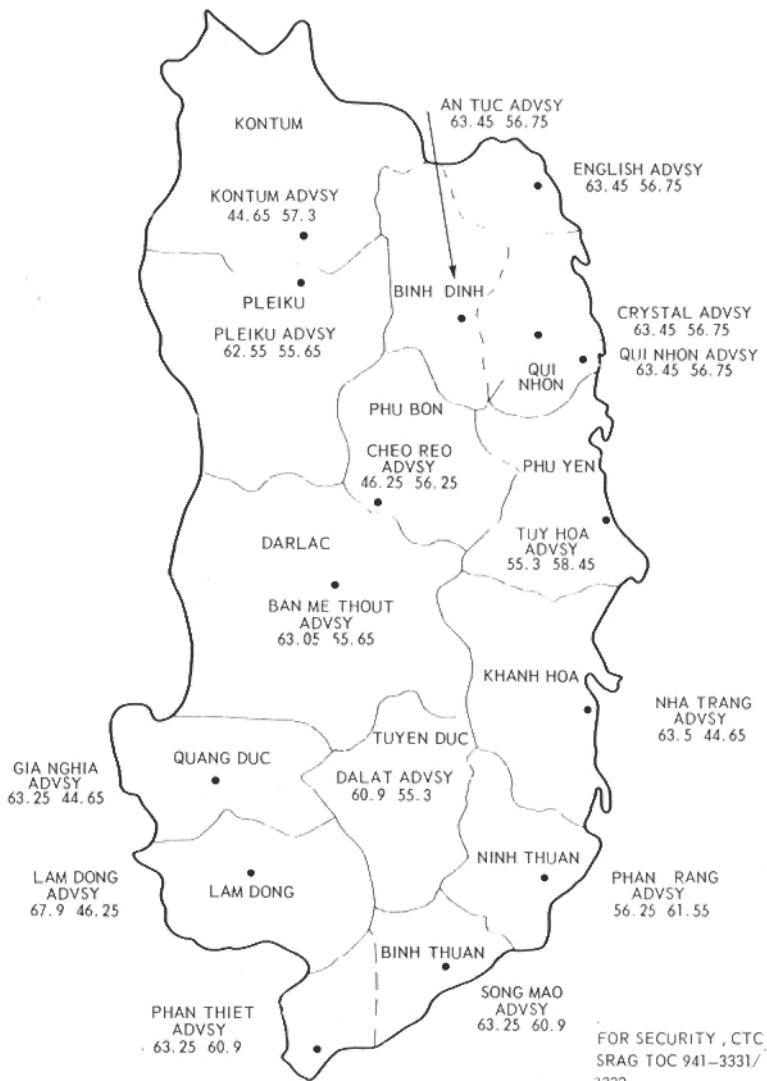 AN TUC ADVSY
63.45 56.75
KONTUM
ENGLISH ADVSY
63.45 56.75
KONTUM ADVSY
44.65 57.3
BINH DINH
PLEIKU
CRYSTAL ADVSY
63.45 56.75
PLEIKU ADVSY
62.55 55.65
QUI NHON ADVSY
63.45 56.75
QUI
NHON
PHU BON
CHEO REO
ADVSY
46.25 56.25
PHU YEN
TUY HOA
ADVSY
55.3 58.45
DARLAC
BAN ME THOUT
ADVSY
63.05 55.65
KHANH HOA
NHA TRANG
ADVSY
63.5 44.65
TUYEN DUC
QUANG DUC
DALAT ADVSY
60.9 55.3
GIA NGHIA
ADVSY
63.25 44.65
NINH THUAN
LAM DONG
ADVSY
67.9 46.25
LAM DONG
PHAN RANG
ADVSY
56.25 61.55
BINH THUAN
SONG MAO
ADVSY
63.25 60.9
PHAN THIET
ADVSY
63.25 60.9
FOR SECURITY, CTC
SRAG TOC 941-3331/